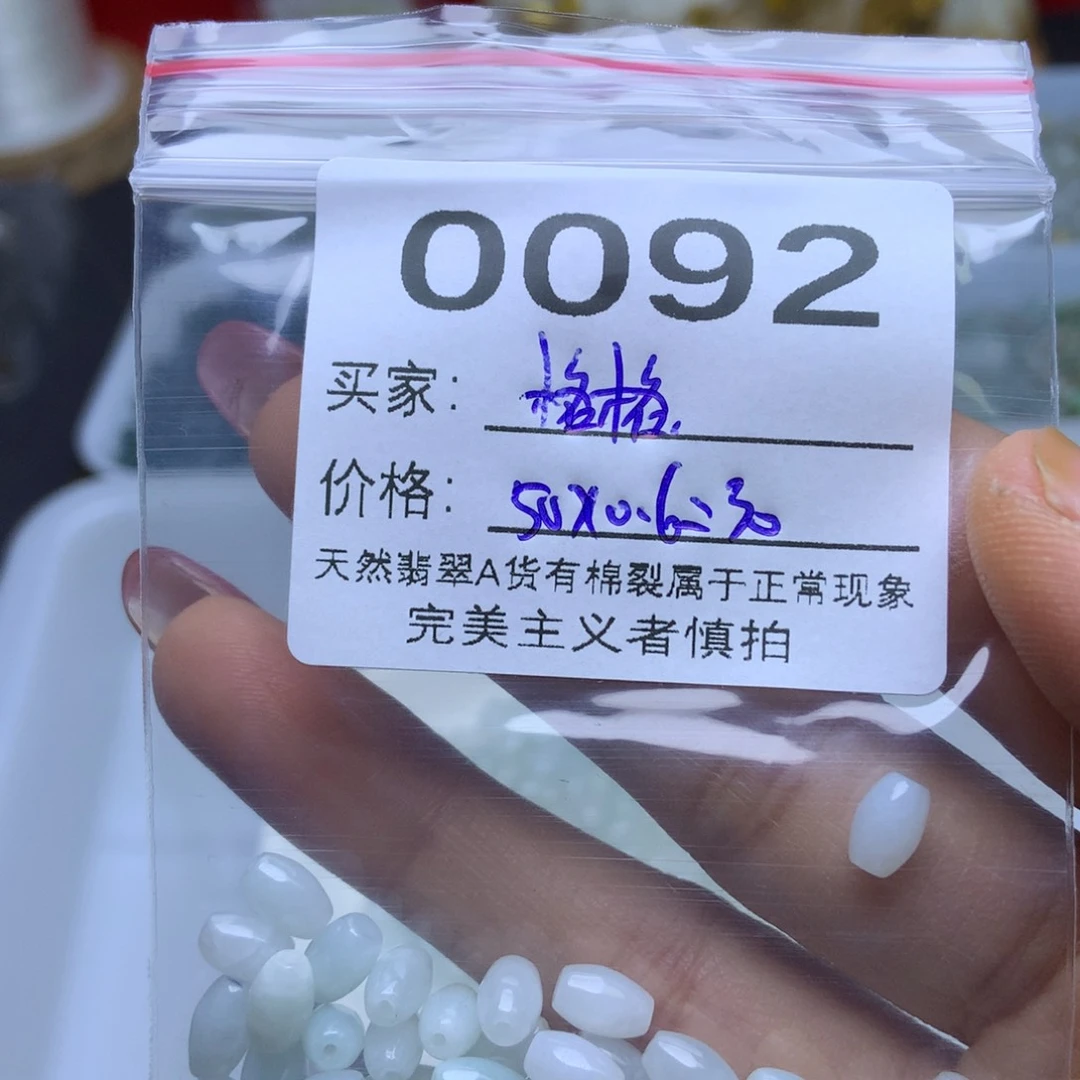 0092
买家: 格格.
价格: 50X0.6=30
天然翡翠A货有棉裂属于正常现象
完美主义者慎拍